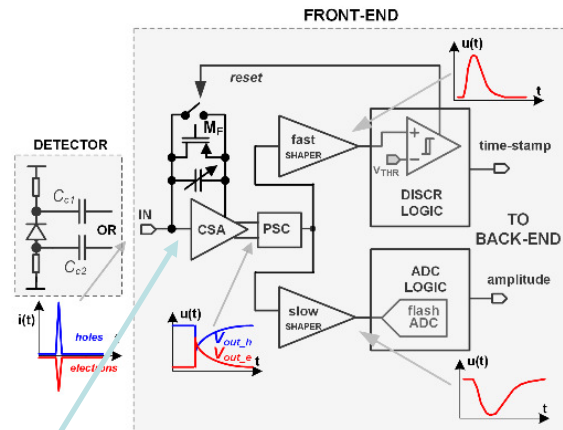 FRONT-END
u(t)
t
reset
M_F
DETECTOR
fast
SHAPER
+
V_THR
−
DISCR
LOGIC
time-stamp
C_c1
OR
C_c2
IN
CSA
PSC
TO
BACK-END
ADC
LOGIC
amplitude
flash
ADC
slow
SHAPER
i(t)
holes
t
electrons
u(t)
V_out_h
V_out_e
t
u(t)
t